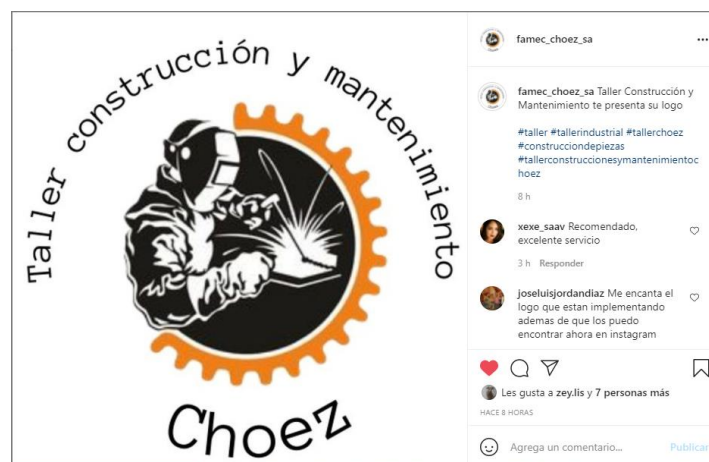 Taller construcción y mantenimiento
Choez
famec_choez_sa
famec_choez_sa Taller Construcción y
Mantenimiento te presenta su logo
#taller #tallerindustrial #tallerchoez
#construcciondepiezas
#tallerconstruccionesymantenimientoc
hoez
8 h
xexe_saav Recomendado,
excelente servicio
3 h Responder
joseluisjordandiaz Me encanta el
logo que estan implementando
ademas de que los puedo
encontrar ahora en instagram
Les gusta a zey.lis y 7 personas más
HACE 8 HORAS
Agrega un comentario... Publicar